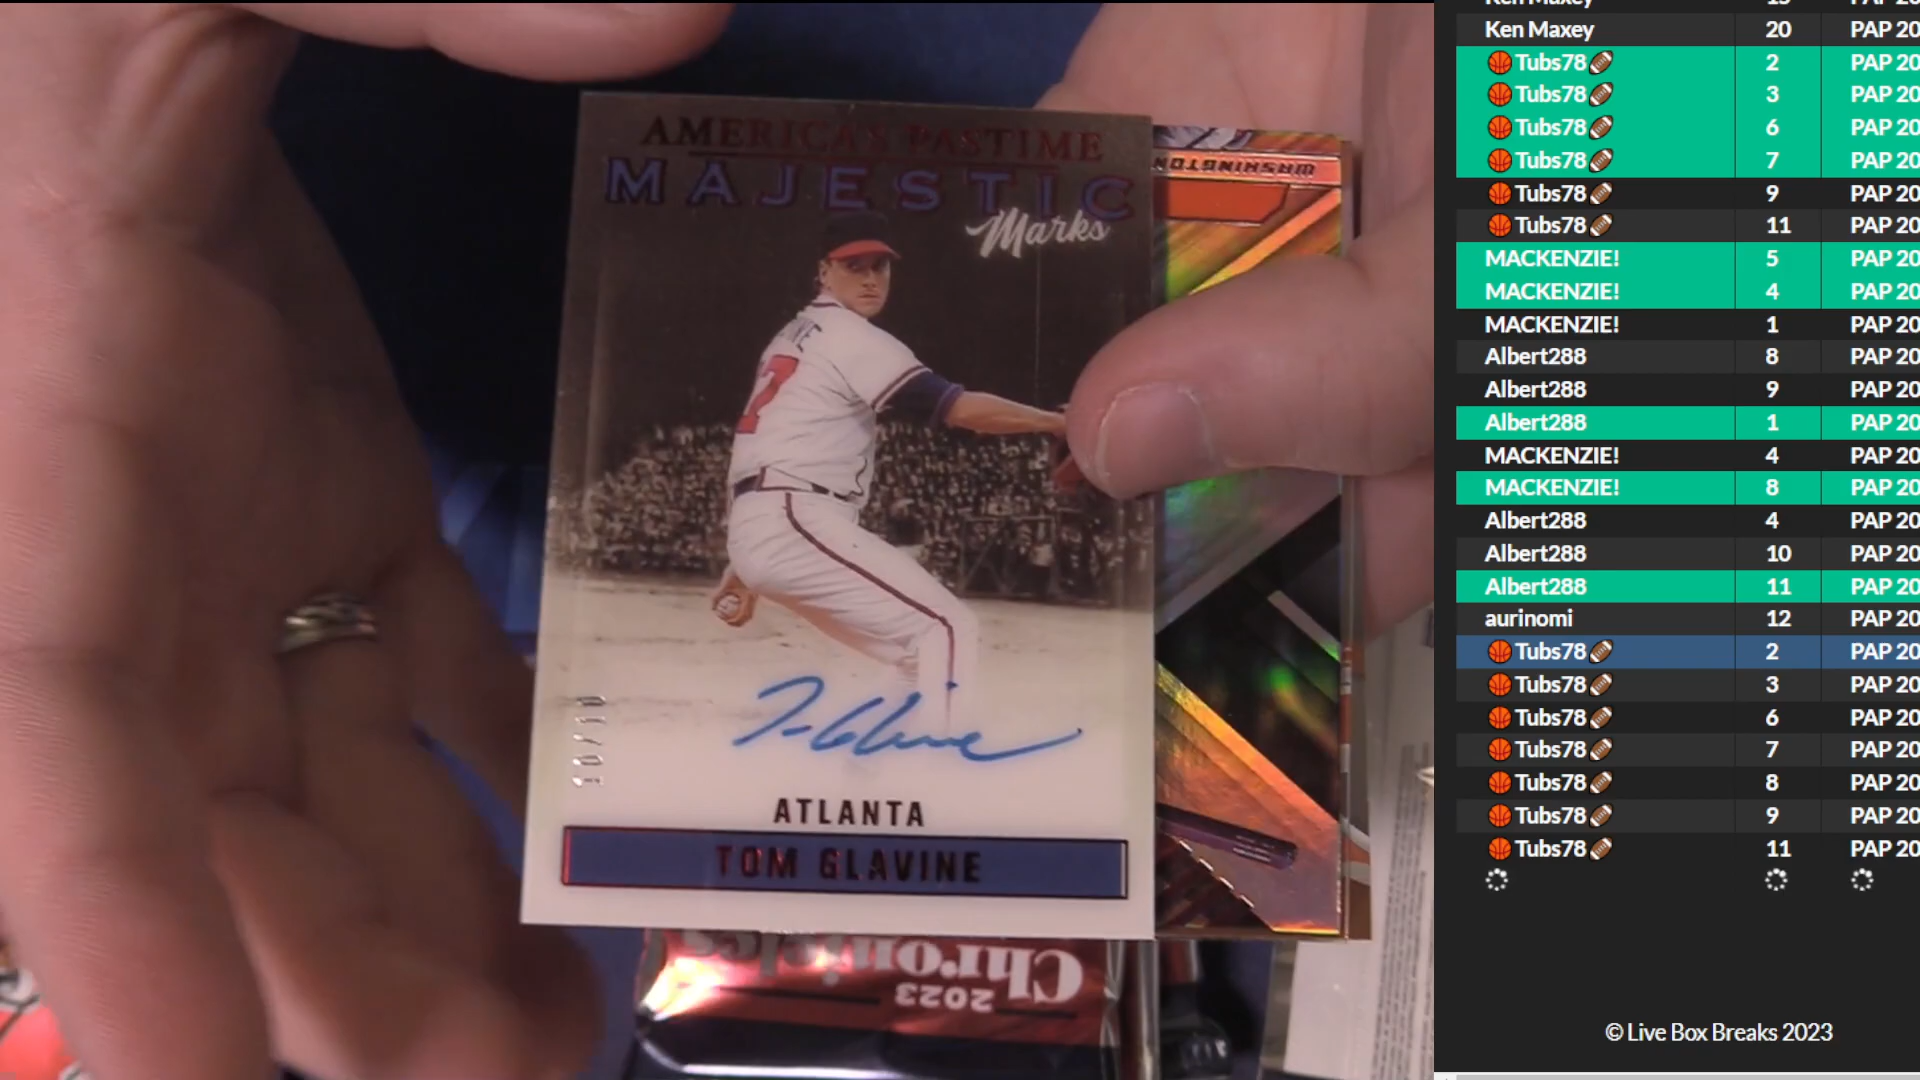 AMERICA'S PASTIME
MAJESTIC
Marks
7
10/10
ATLANTA
TOM GLAVINE
WASHINGTON
Chronicles
2023
Ken Maxey 20 PAP 20
Tubs78 2 PAP 20
Tubs78 3 PAP 20
Tubs78 6 PAP 20
Tubs78 7 PAP 20
Tubs78 9 PAP 20
Tubs78 11 PAP 20
MACKENZIE! 5 PAP 20
MACKENZIE! 4 PAP 20
MACKENZIE! 1 PAP 20
Albert288 8 PAP 20
Albert288 9 PAP 20
Albert288 1 PAP 20
MACKENZIE! 4 PAP 20
MACKENZIE! 8 PAP 20
Albert288 4 PAP 20
Albert288 10 PAP 20
Albert288 11 PAP 20
aurinomi 12 PAP 20
Tubs78 2 PAP 20
Tubs78 3 PAP 20
Tubs78 6 PAP 20
Tubs78 7 PAP 20
Tubs78 8 PAP 20
Tubs78 9 PAP 20
Tubs78 11 PAP 20
© Live Box Breaks 2023